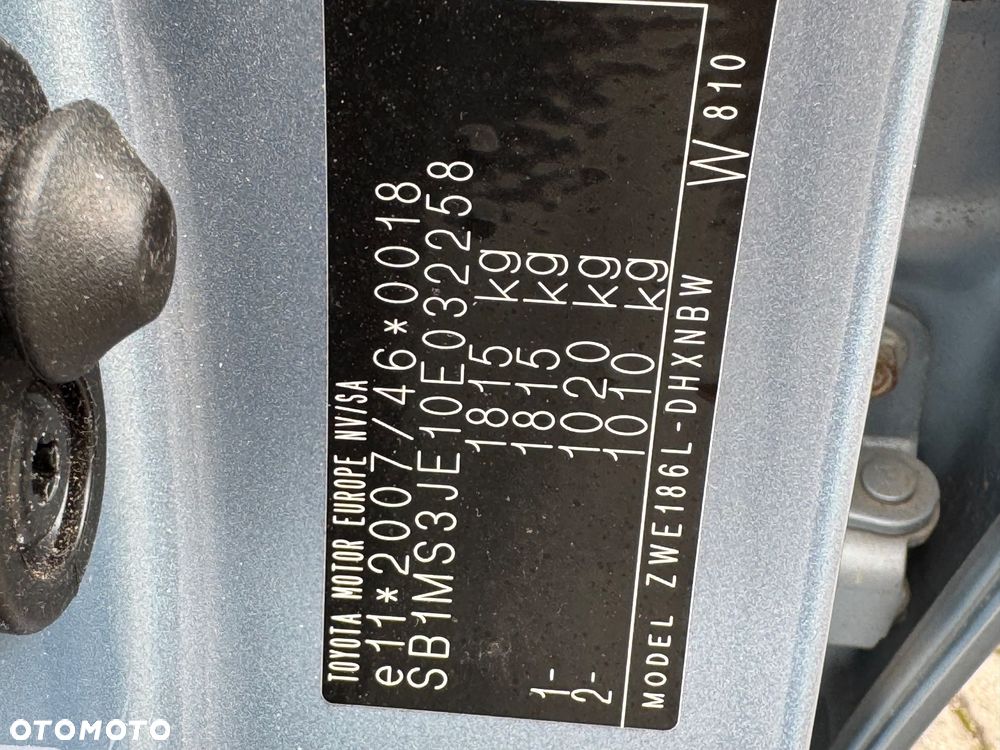 TOYOTA MOTOR EUROPE NV/SA
e11*2007/46*0018
SB1MS3JE10E032258
1815 kg
1815 kg
1- 1020 kg
2- 1010 kg
MODEL ZWE186L-DHXNBW
W 810
OTOMOTO